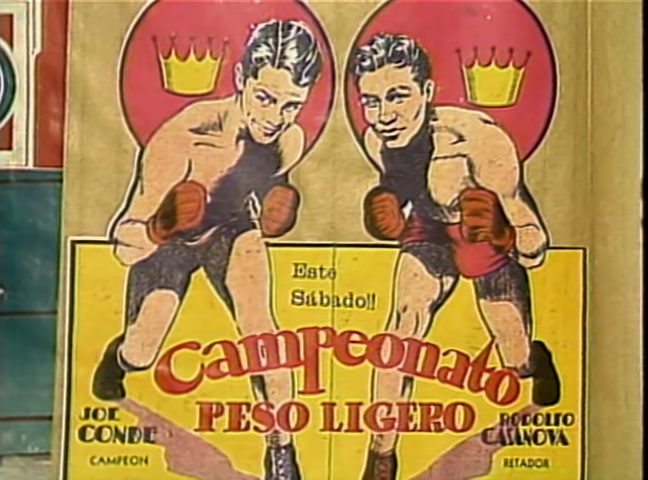 Este
Sábado!!
Campeonato
PESO LIGERO
JOE
CONDE
CAMPEON
RODOLFO
CASANOVA
RETADOR